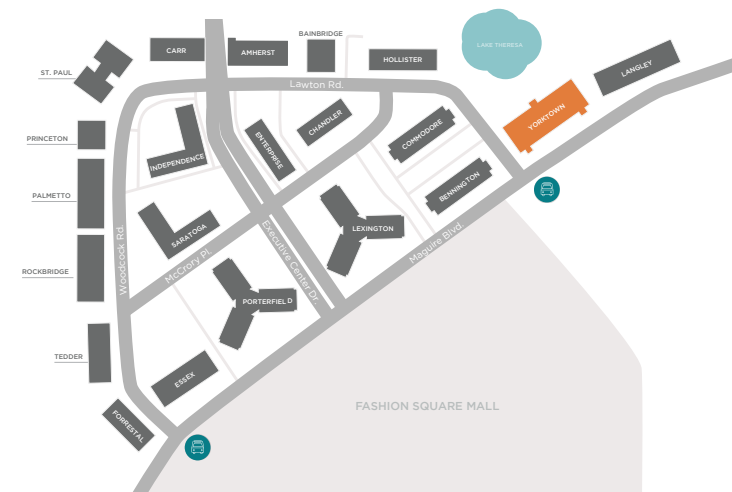 BAINBRIDGE
CARR
AMHERST
HOLLISTER
LAKE THERESA
LANGLEY
ST. PAUL
Lawton Rd.
YORKTOWN
CHANDLER
COMMODORE
PRINCETON
ENTERPRISE
INDEPENDENCE
PALMETTO
BENNINGTON
SARATOGA
LEXINGTON
Woodcock Rd.
McCrory Pl.
Executive Center Dr.
Maguire Blvd.
ROCKBRIDGE
PORTERFIELD
TEDDER
ESSEX
FORRESTAL
FASHION SQUARE MALL